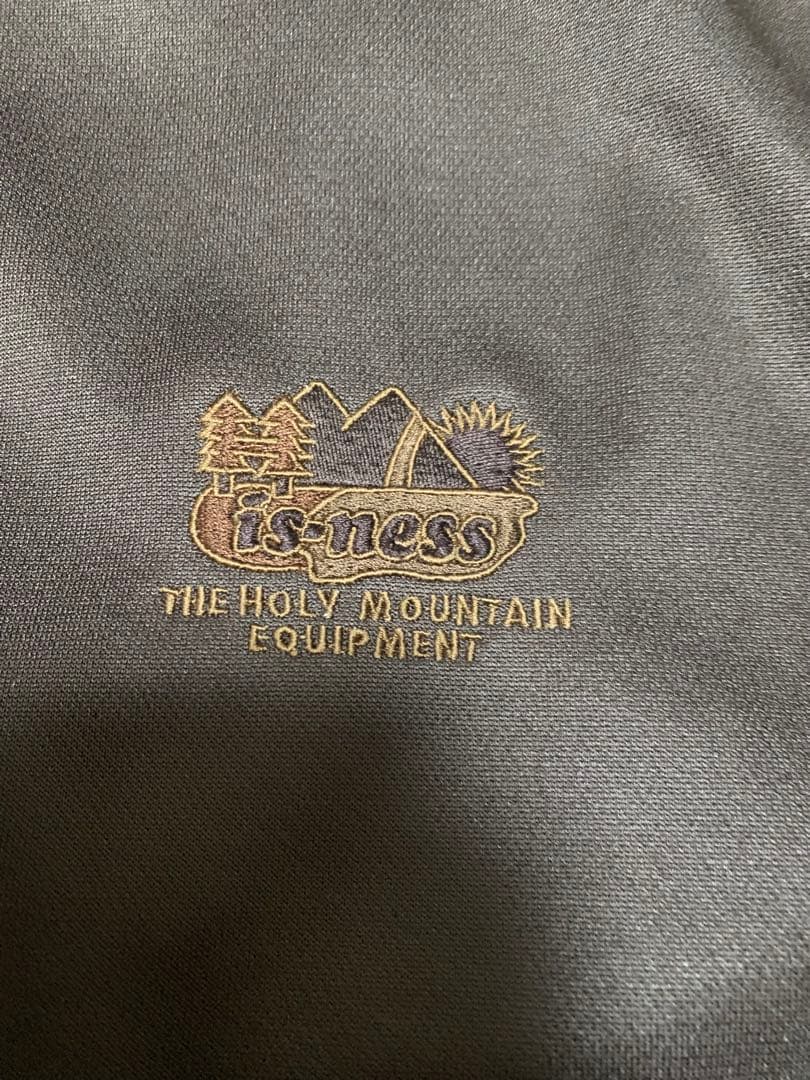 is-ness
THE HOLY MOUNTAIN
EQUIPMENT